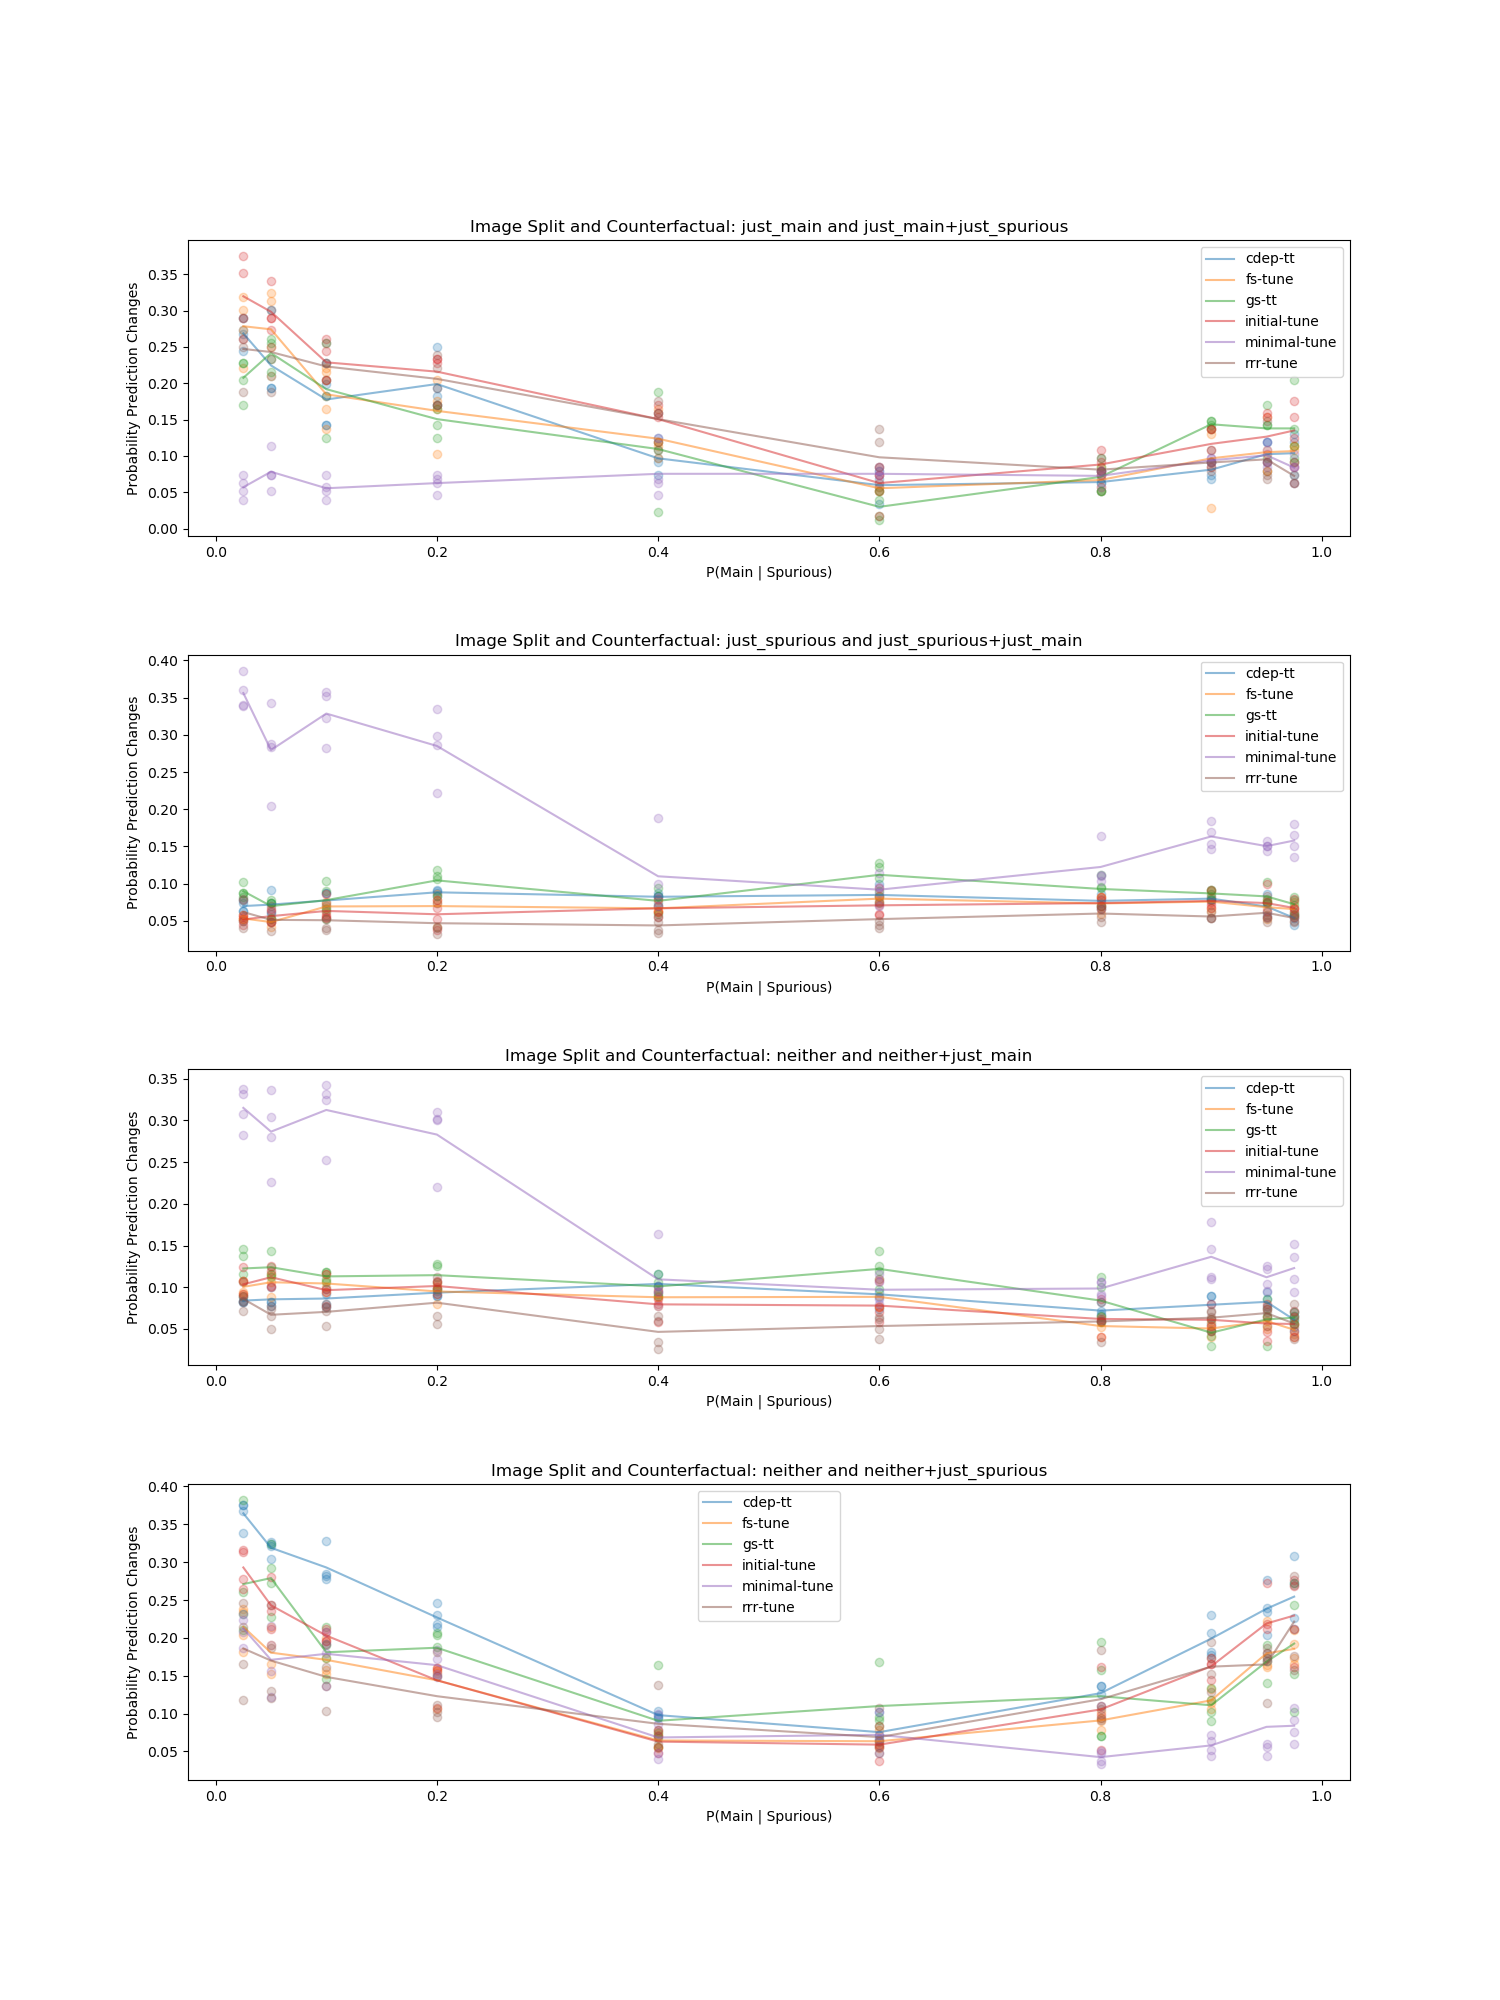 Image Split and Counterfactual: just_main and just_main+just_spurious
Probability Prediction Changes
0.35
0.30
0.25
0.20
0.15
0.10
0.05
0.00
cdep-tt
fs-tune
gs-tt
initial-tune
minimal-tune
rrr-tune
0.0 0.2 0.4 0.6 0.8 1.0
P(Main | Spurious)
Image Split and Counterfactual: just_spurious and just_spurious+just_main
Probability Prediction Changes
0.40
0.35
0.30
0.25
0.20
0.15
0.10
0.05
cdep-tt
fs-tune
gs-tt
initial-tune
minimal-tune
rrr-tune
0.0 0.2 0.4 0.6 0.8 1.0
P(Main | Spurious)
Image Split and Counterfactual: neither and neither+just_main
Probability Prediction Changes
0.35
0.30
0.25
0.20
0.15
0.10
0.05
cdep-tt
fs-tune
gs-tt
initial-tune
minimal-tune
rrr-tune
0.0 0.2 0.4 0.6 0.8 1.0
P(Main | Spurious)
Image Split and Counterfactual: neither and neither+just_spurious
Probability Prediction Changes
0.40
0.35
0.30
0.25
0.20
0.15
0.10
0.05
cdep-tt
fs-tune
gs-tt
initial-tune
minimal-tune
rrr-tune
0.0 0.2 0.4 0.6 0.8 1.0
P(Main | Spurious)